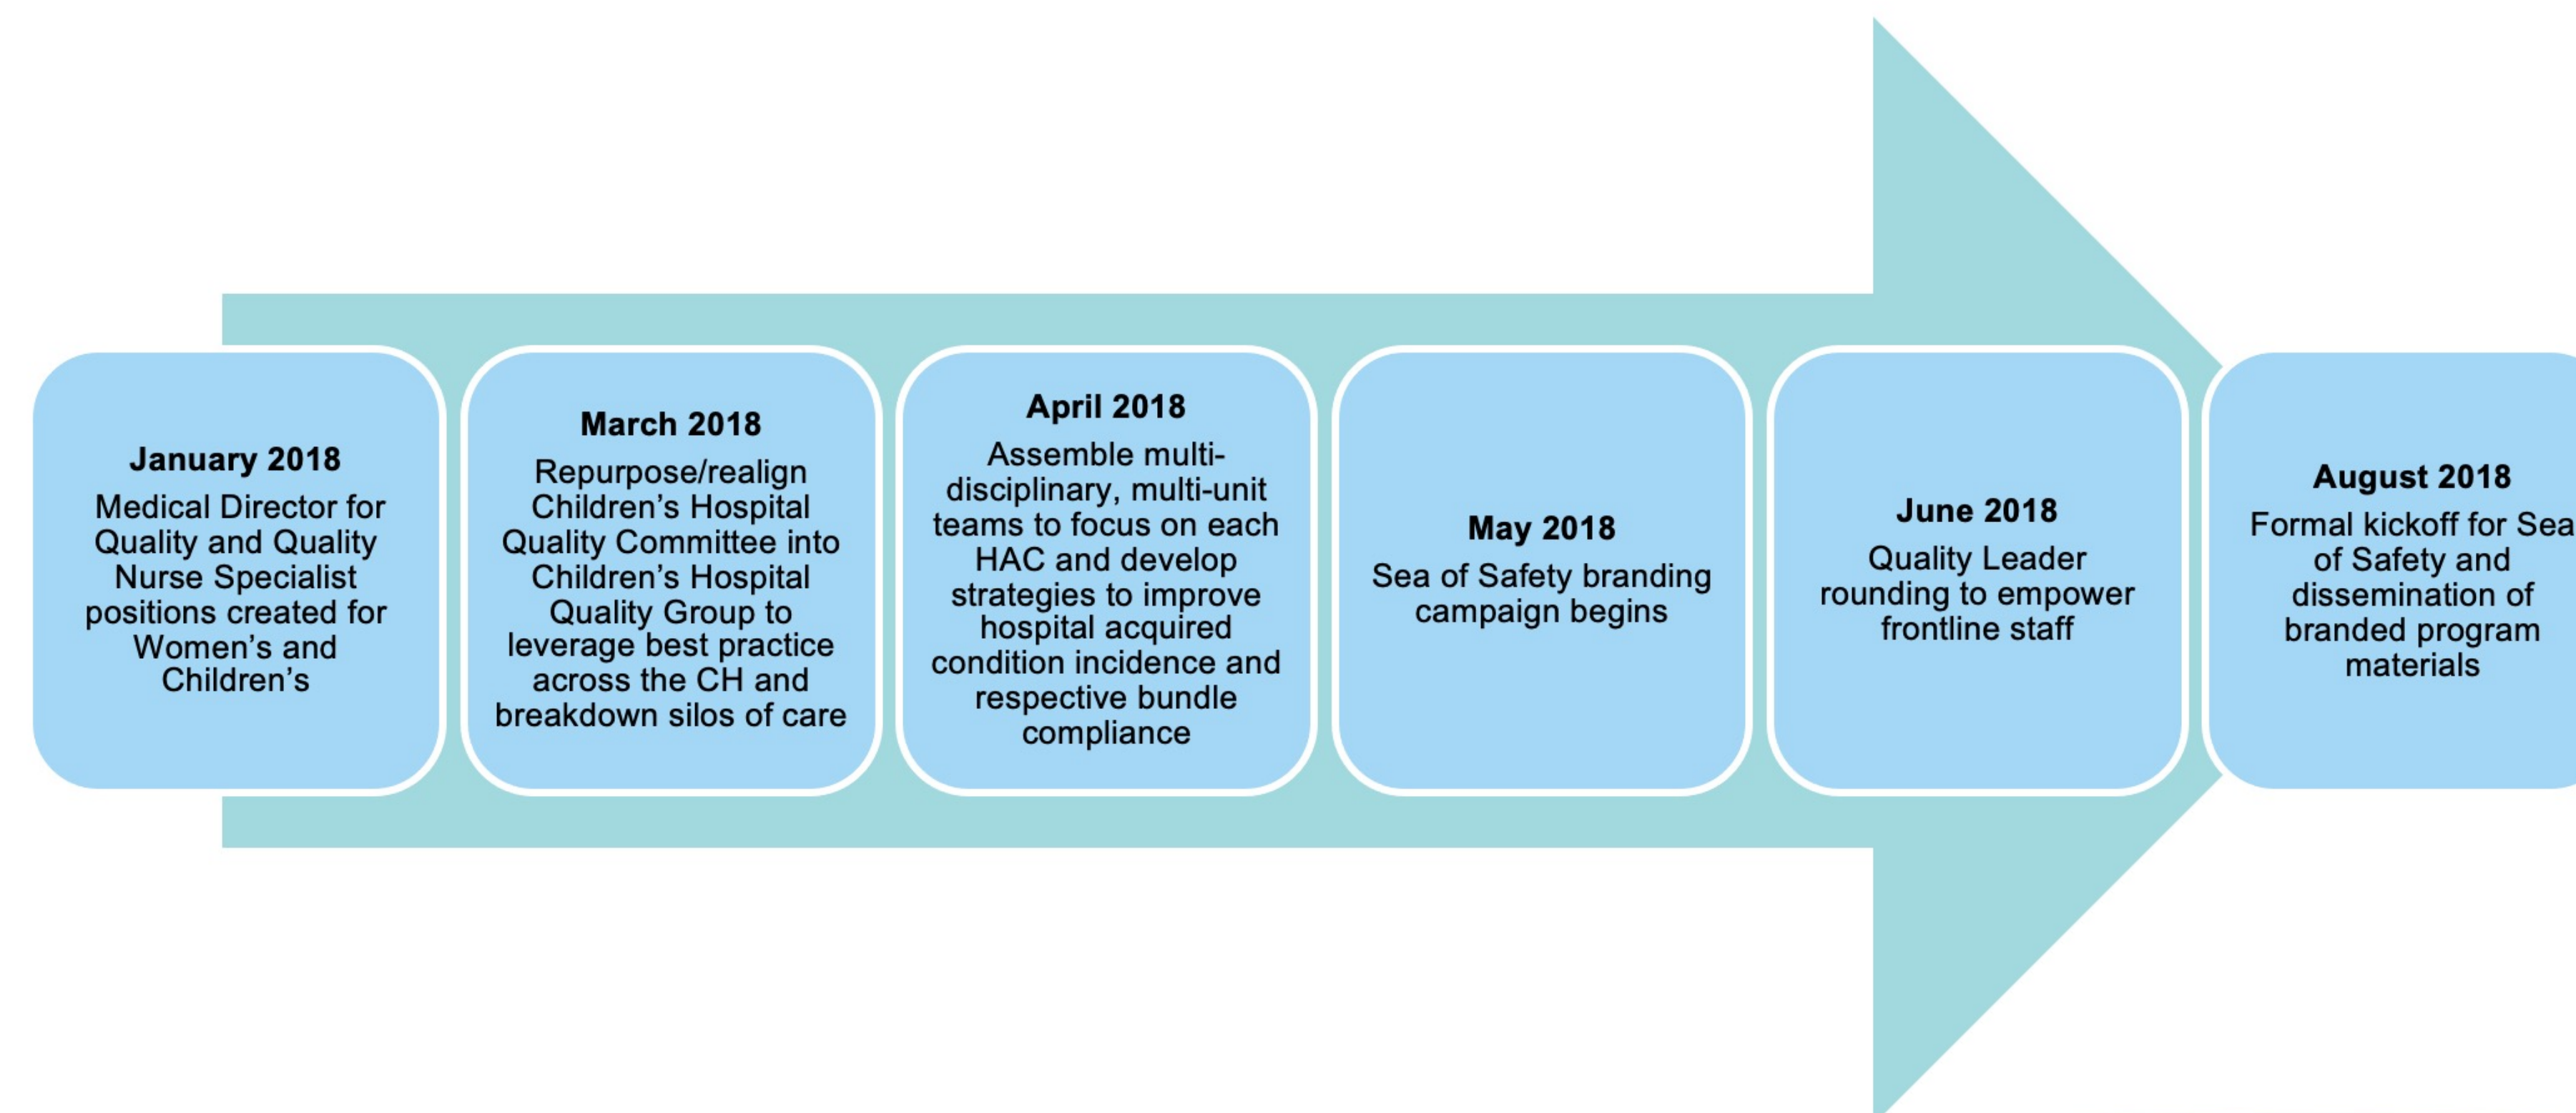 January 2018
Medical Director for
Quality and Quality
Nurse Specialist
positions created for
Women’s and
Children’s
March 2018
Repurpose/realign
Children’s Hospital
Quality Committee into
Children’s Hospital
Quality Group to
leverage best practice
across the CH and
breakdown silos of care
April 2018
Assemble multi-
disciplinary, multi-unit
teams to focus on each
HAC and develop
strategies to improve
hospital acquired
condition incidence and
respective bundle
compliance
May 2018
Sea of Safety branding
campaign begins
June 2018
Quality Leader
rounding to empower
frontline staff
August 2018
Formal kickoff for Sea
of Safety and
dissemination of
branded program
materials